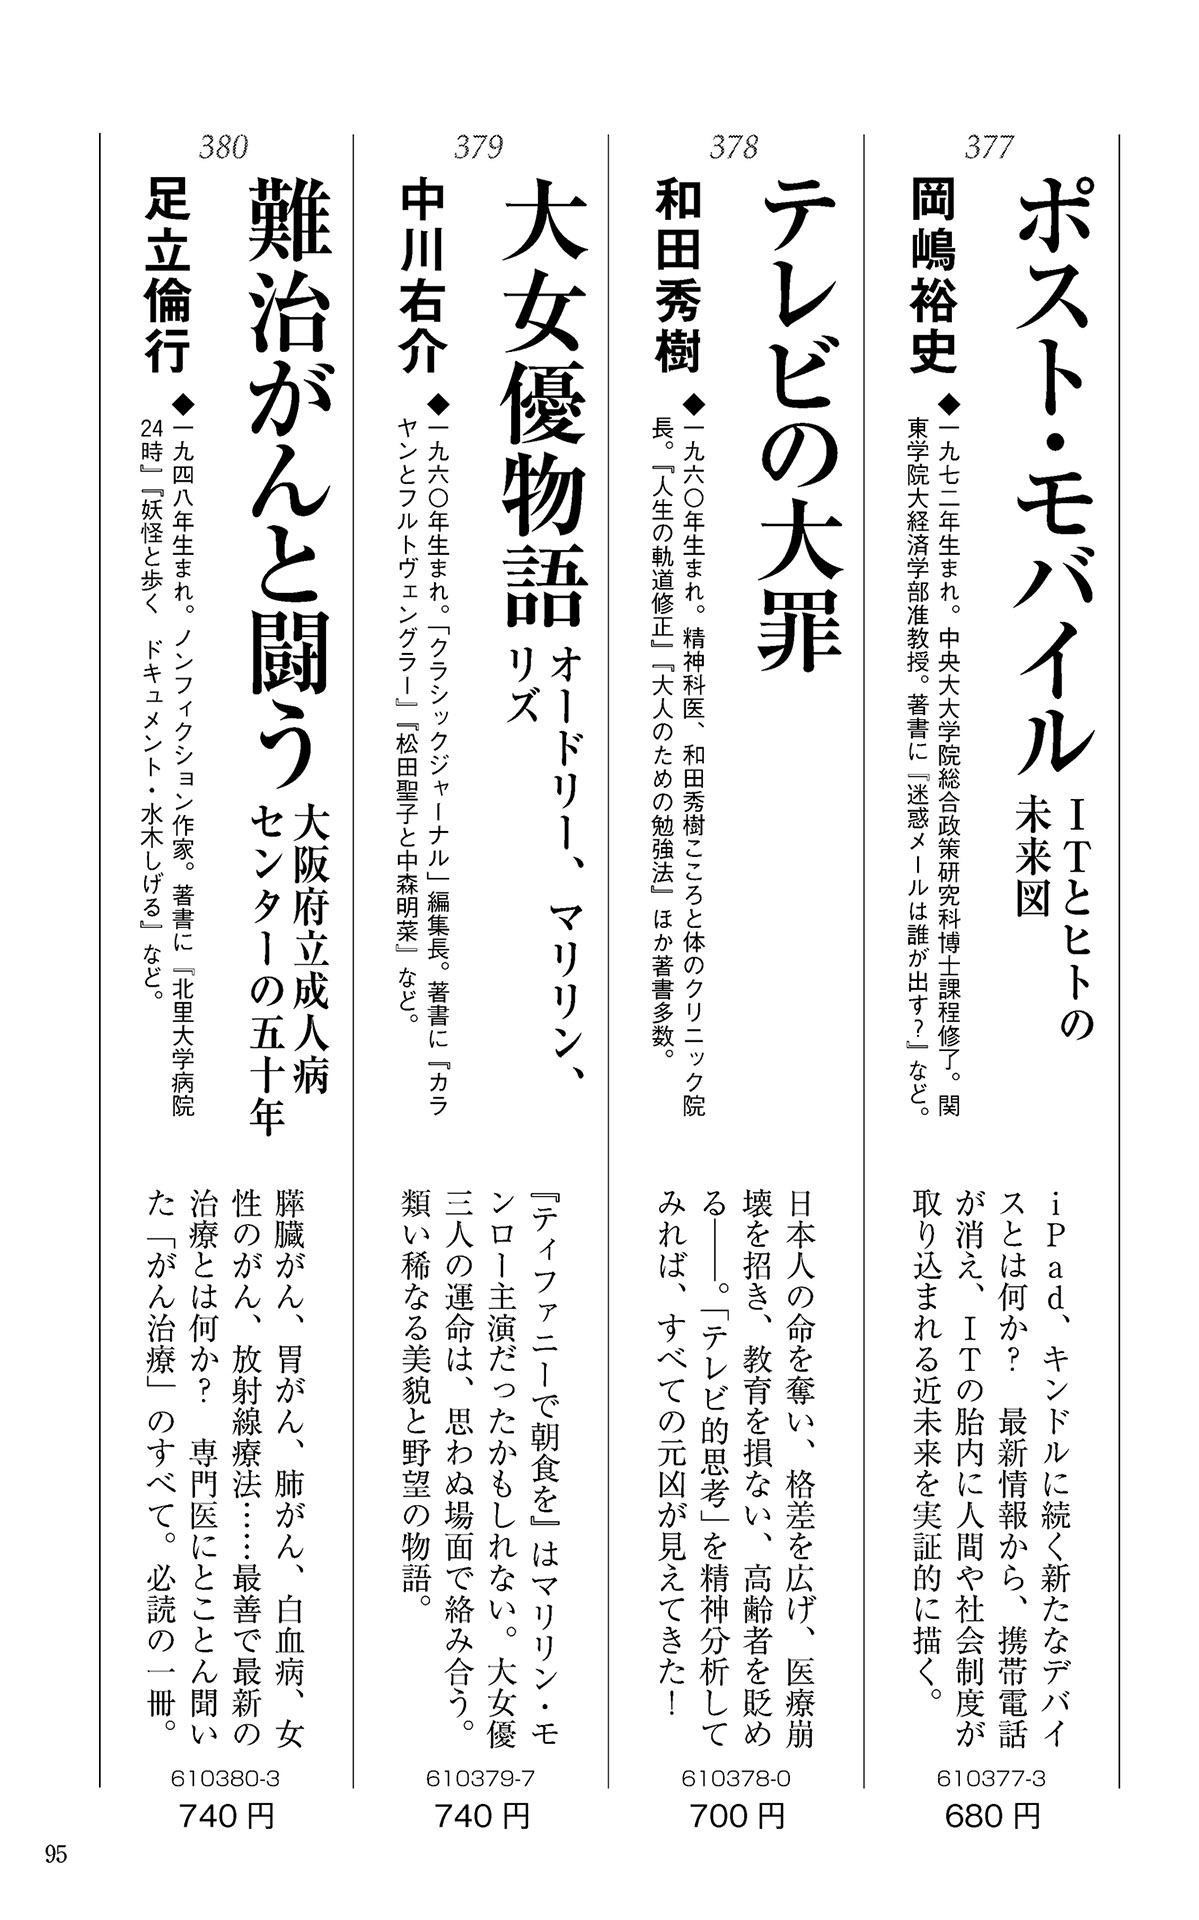 377
ポスト・モバイル
ITとヒトの
未来図
岡嶋裕史
◆一九七二年生まれ。中央大大学院総合政策研究科博士課程修了。関
東学院大経済学部准教授。著書に『迷惑メールは誰が出す?』など。
iPad、キンドルに続く新たなデバイ
スとは何か? 最新情報から、携帯電話
が消え、ITの胎内に人間や社会制度が
取り込まれる近未来を実証的に描く。
610377-3
680円
378
テレビの大罪
和田秀樹
◆一九六〇年生まれ。精神科医、和田秀樹こころと体のクリニック院
長。『人生の軌道修正』『大人のための勉強法』ほか著書多数。
日本人の命を奪い、格差を広げ、医療崩
壊を招き、教育を損ない、高齢者を貶め
る――。「テレビ的思考」を精神分析して
みれば、すべての元凶が見えてきた!
610378-0
700円
379
大女優物語
オードリー、マリリン、
リズ
中川右介
◆一九六〇年生まれ。「クラシックジャーナル」編集長。著書に『カラ
ヤンとフルトヴェングラー』『松田聖子と中森明菜』など。
『ティファニーで朝食を』はマリリン・モ
ンロー主演だったかもしれない。大女優
三人の運命は、思わぬ場面で絡み合う。
類い稀なる美貌と野望の物語。
610379-7
740円
380
難治がんと闘う
大阪府立成人病
センターの五十年
足立倫行
◆一九四八年生まれ。ノンフィクション作家。著書に『北里大学病院
24時』『妖怪と歩く ドキュメント・水木しげる』など。
膵臓がん、胃がん、肺がん、白血病、女
性のがん、放射線療法……最善で最新の
治療とは何か? 専門医にとことん聞い
た「がん治療」のすべて。必読の一冊。
610380-3
740円
95